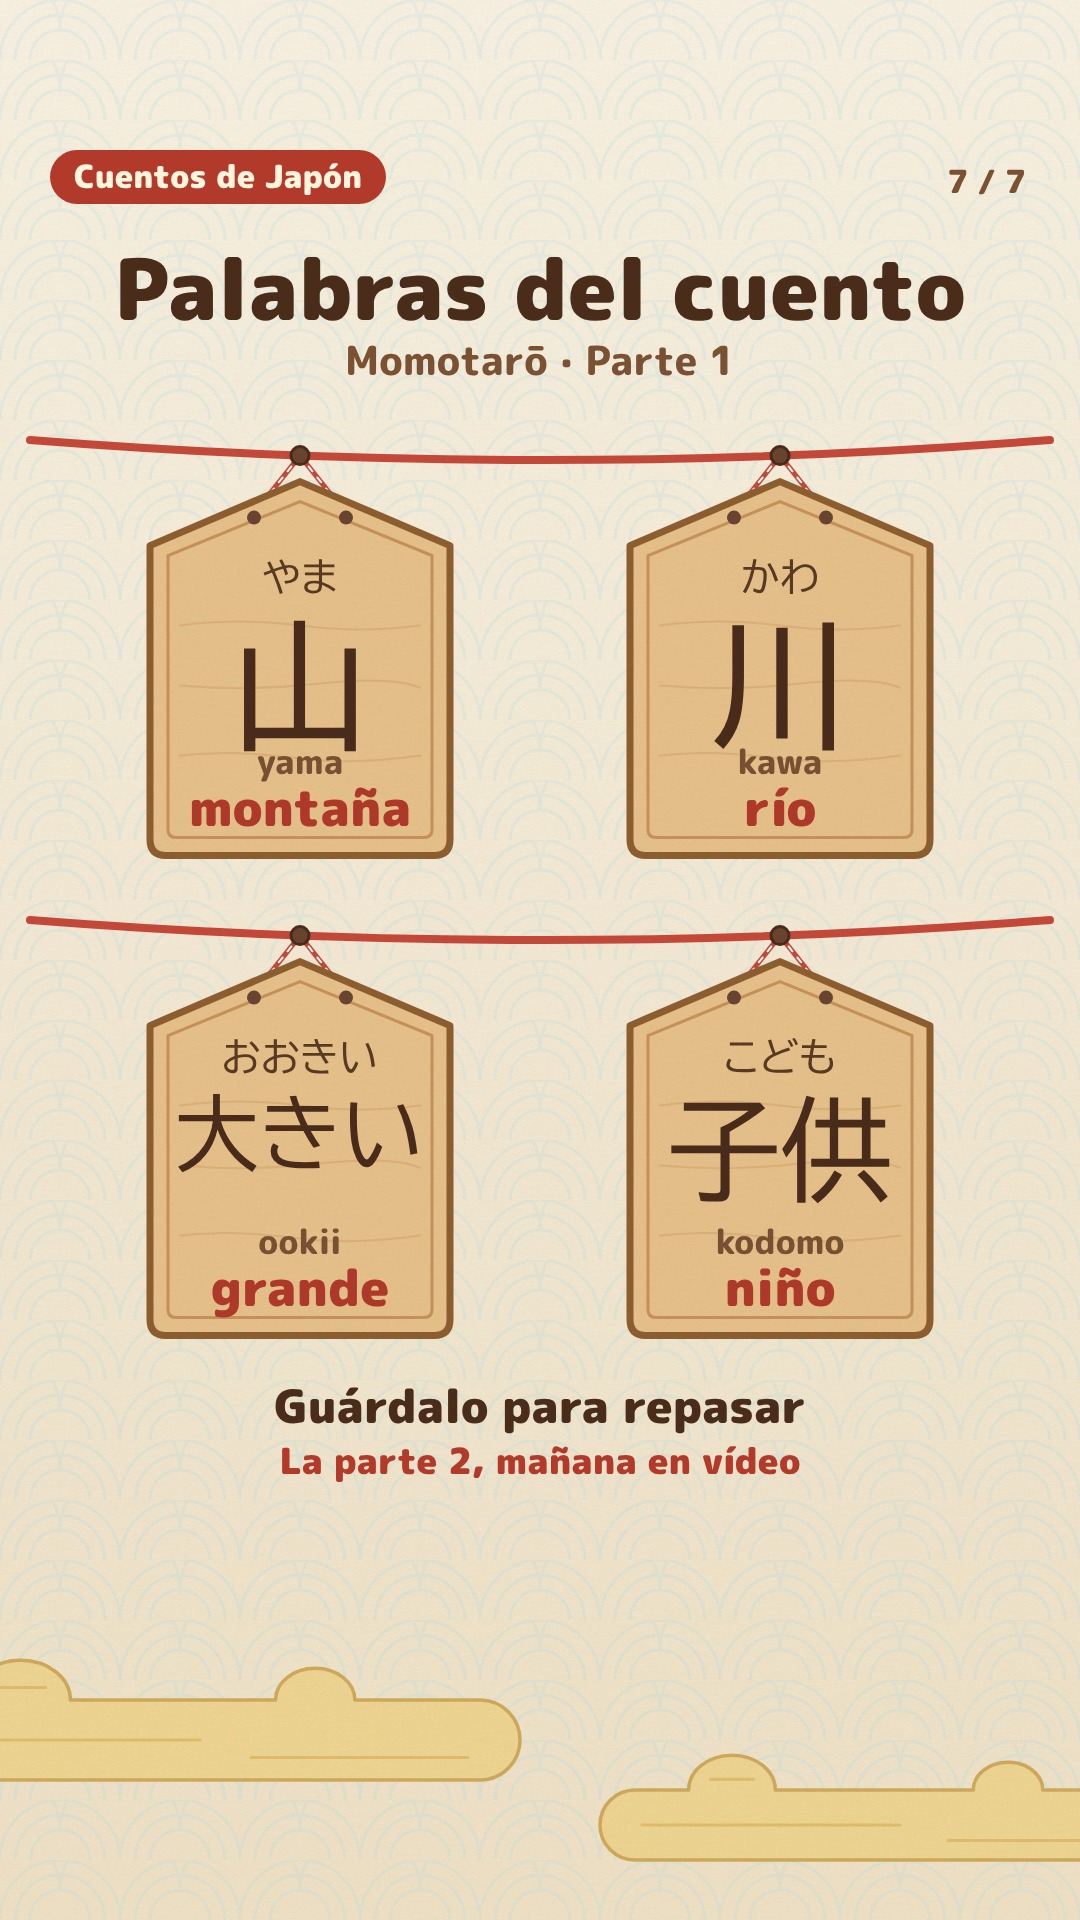 Cuentos de Japón
7 / 7
Palabras del cuento
Momotarō · Parte 1
やま
山
yama
montaña
かわ
川
kawa
río
おおきい
大きい
ookii
grande
こども
子供
kodomo
niño
Guárdalo para repasar
La parte 2, mañana en vídeo